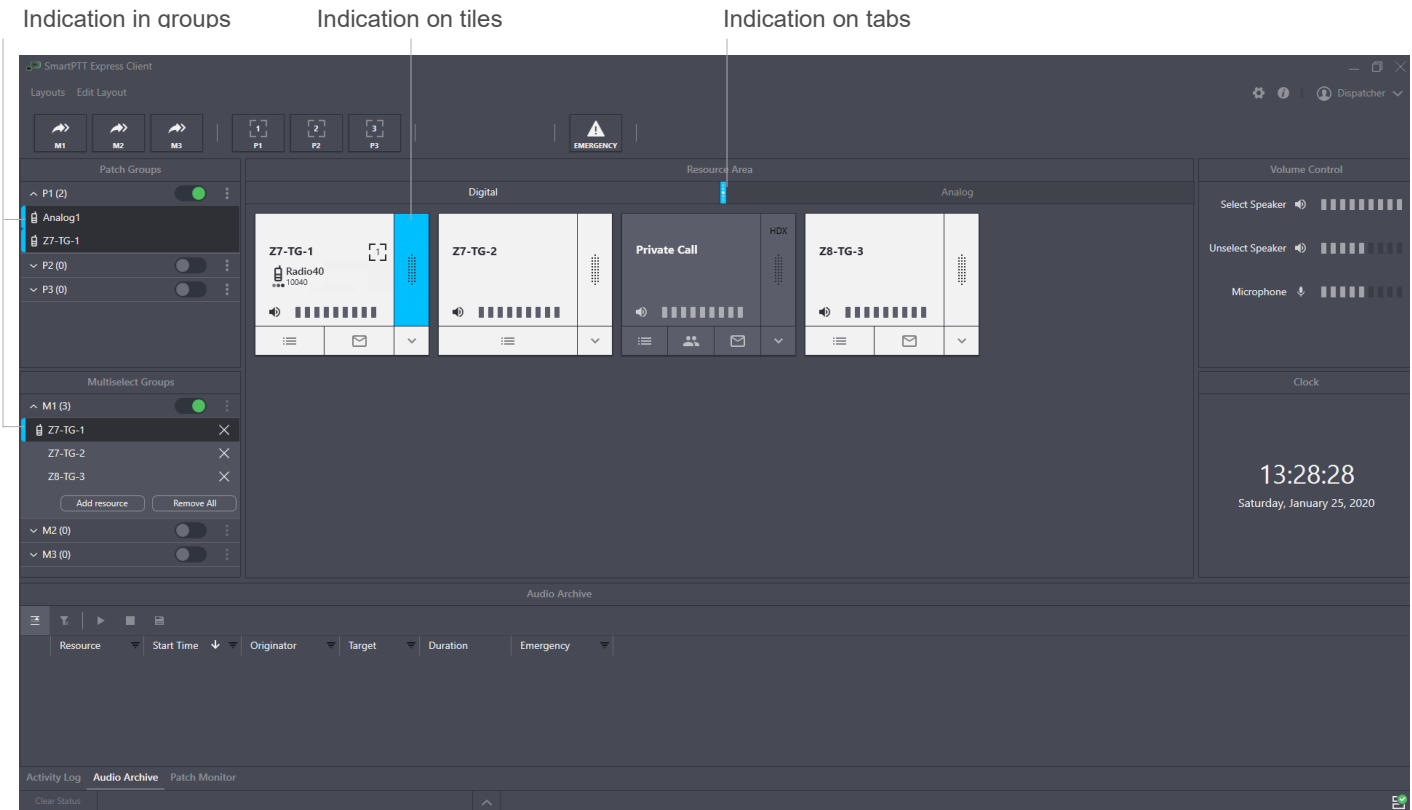 Indication in groups
Indication on tiles
Indication on tabs
SmartPTT Express Client
Layouts Edit Layout
Dispatcher
M1 M2 M3
1 2 3
P1 P2 P3
EMERGENCY
Patch Groups
P1 (2)
Analog1
Z7-TG-1
P2 (0)
P3 (0)
Multiselect Groups
M1 (3)
Z7-TG-1
Z7-TG-2
Z8-TG-3
Add resource Remove All
M2 (0)
M3 (0)
Resource Area
Digital Analog
Z7-TG-1
1
Radio40
10040
Z7-TG-2
HDX
Private Call
Z8-TG-3
Volume Control
Select Speaker
Unselect Speaker
Microphone
Clock
13:28:28
Saturday, January 25, 2020
Audio Archive
Resource Start Time Originator Target Duration Emergency
Activity Log Audio Archive Patch Monitor
Clear Status